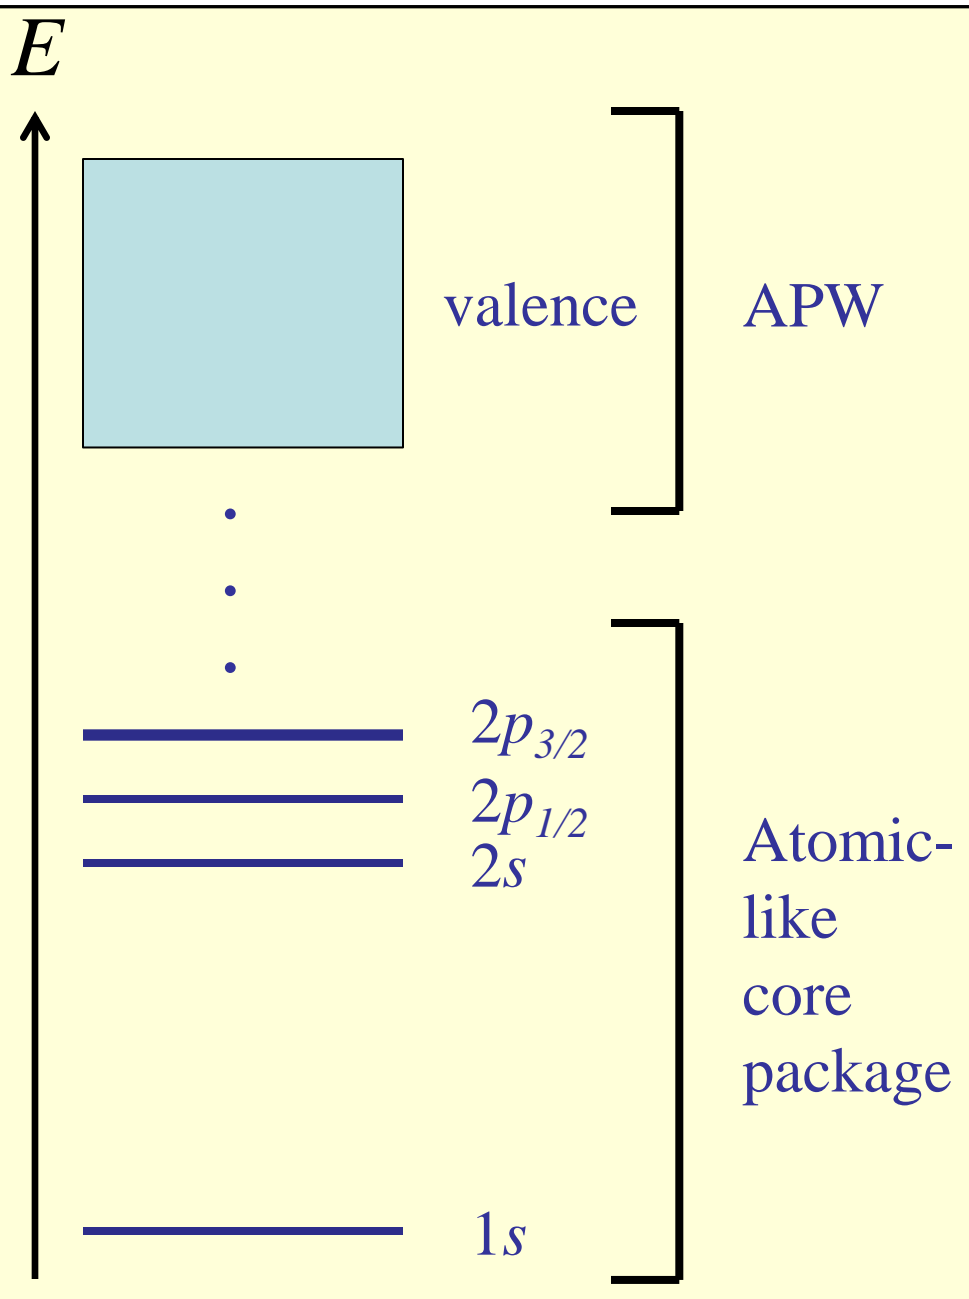 E
valence
APW
2p3/2
2p1/2
2s
Atomic-
like
core
package
1s